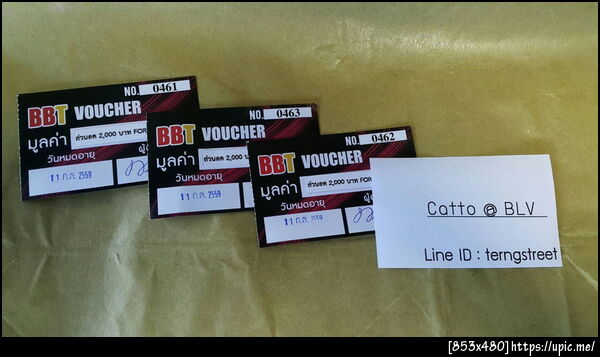 NO. 0461
BBT VOUCHER
มูลค่า ส่วนลด 2,000 บาท FOR
วันหมดอายุ
11 ก.ค. 2559
NO. 0463
BBT VOUCHER
มูลค่า ส่วนลด 2,000 บาท FOR
วันหมดอายุ
11 ก.ค. 2559
NO. 0462
BBT VOUCHER
มูลค่า ส่วนลด 2,000 บาท FOR
วันหมดอายุ
11 ก.ค. 2559
Catto @ BLV
Line ID : terngstreet
[853x480]https://upic.me/